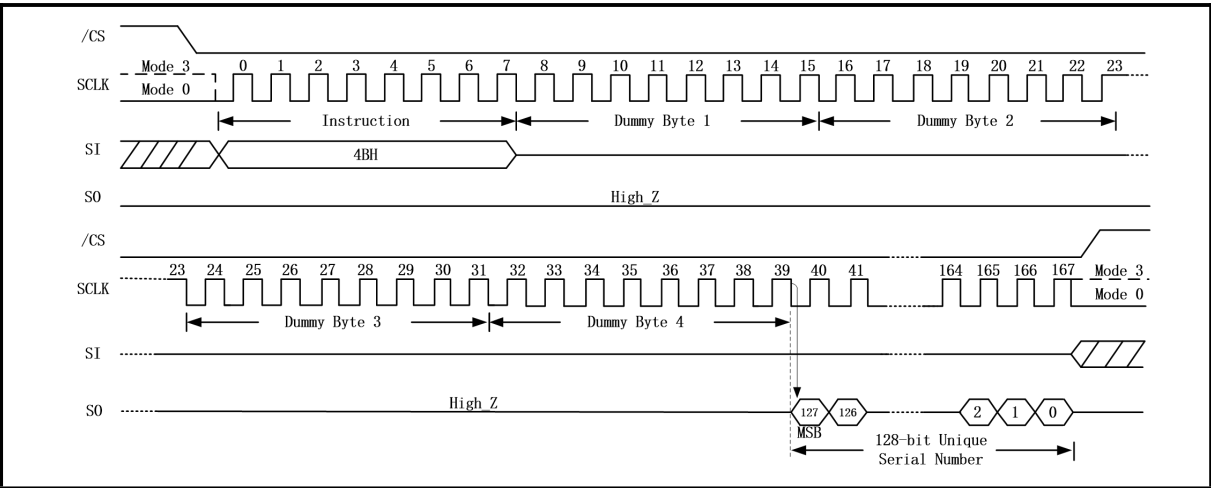 /CS
Mode 3 0 1 2 3 4 5 6 7 8 9 10 11 12 13 14 15 16 17 18 19 20 21 22 23
SCLK
Mode 0
Instruction Dummy Byte 1 Dummy Byte 2
SI 4BH
SO High_Z
/CS
23 24 25 26 27 28 29 30 31 32 33 34 35 36 37 38 39 40 41 164 165 166 167 Mode 3
SCLK
Mode 0
Dummy Byte 3 Dummy Byte 4
SI
SO High_Z 127 126 2 1 0
MSB
128-bit Unique
Serial Number